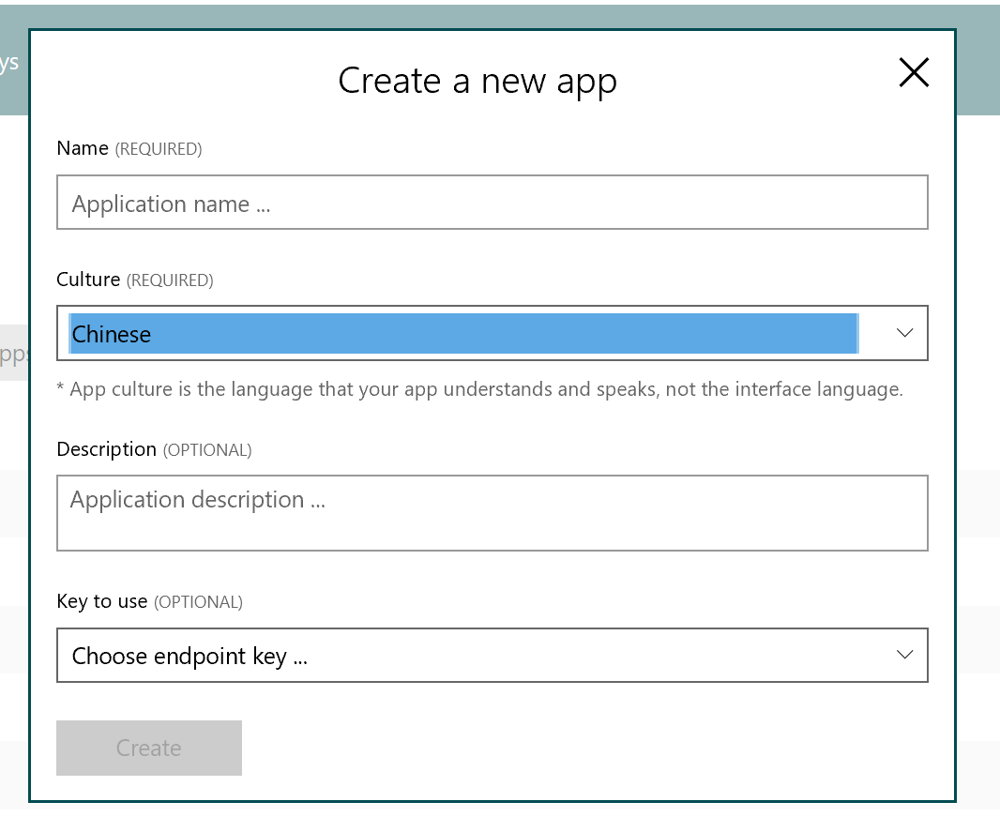 ys
Create a new app
Name (REQUIRED)
Application name ...
Culture (REQUIRED)
Chinese
pps
* App culture is the language that your app understands and speaks, not the interface language.
Description (OPTIONAL)
Application description ...
Key to use (OPTIONAL)
Choose endpoint key ...
Create